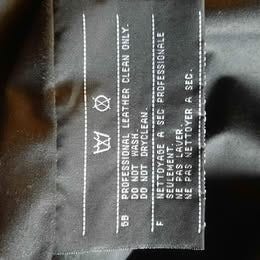 GB PROFESSIONAL LEATHER CLEAN ONLY.
DO NOT WASH.
DO NOT DRYCLEAN.
F NETTOYAGE A SEC PROFESSIONALE
SEULEMENT.
NE PAS LAVER.
NE PAS NETTOYER A SEC.